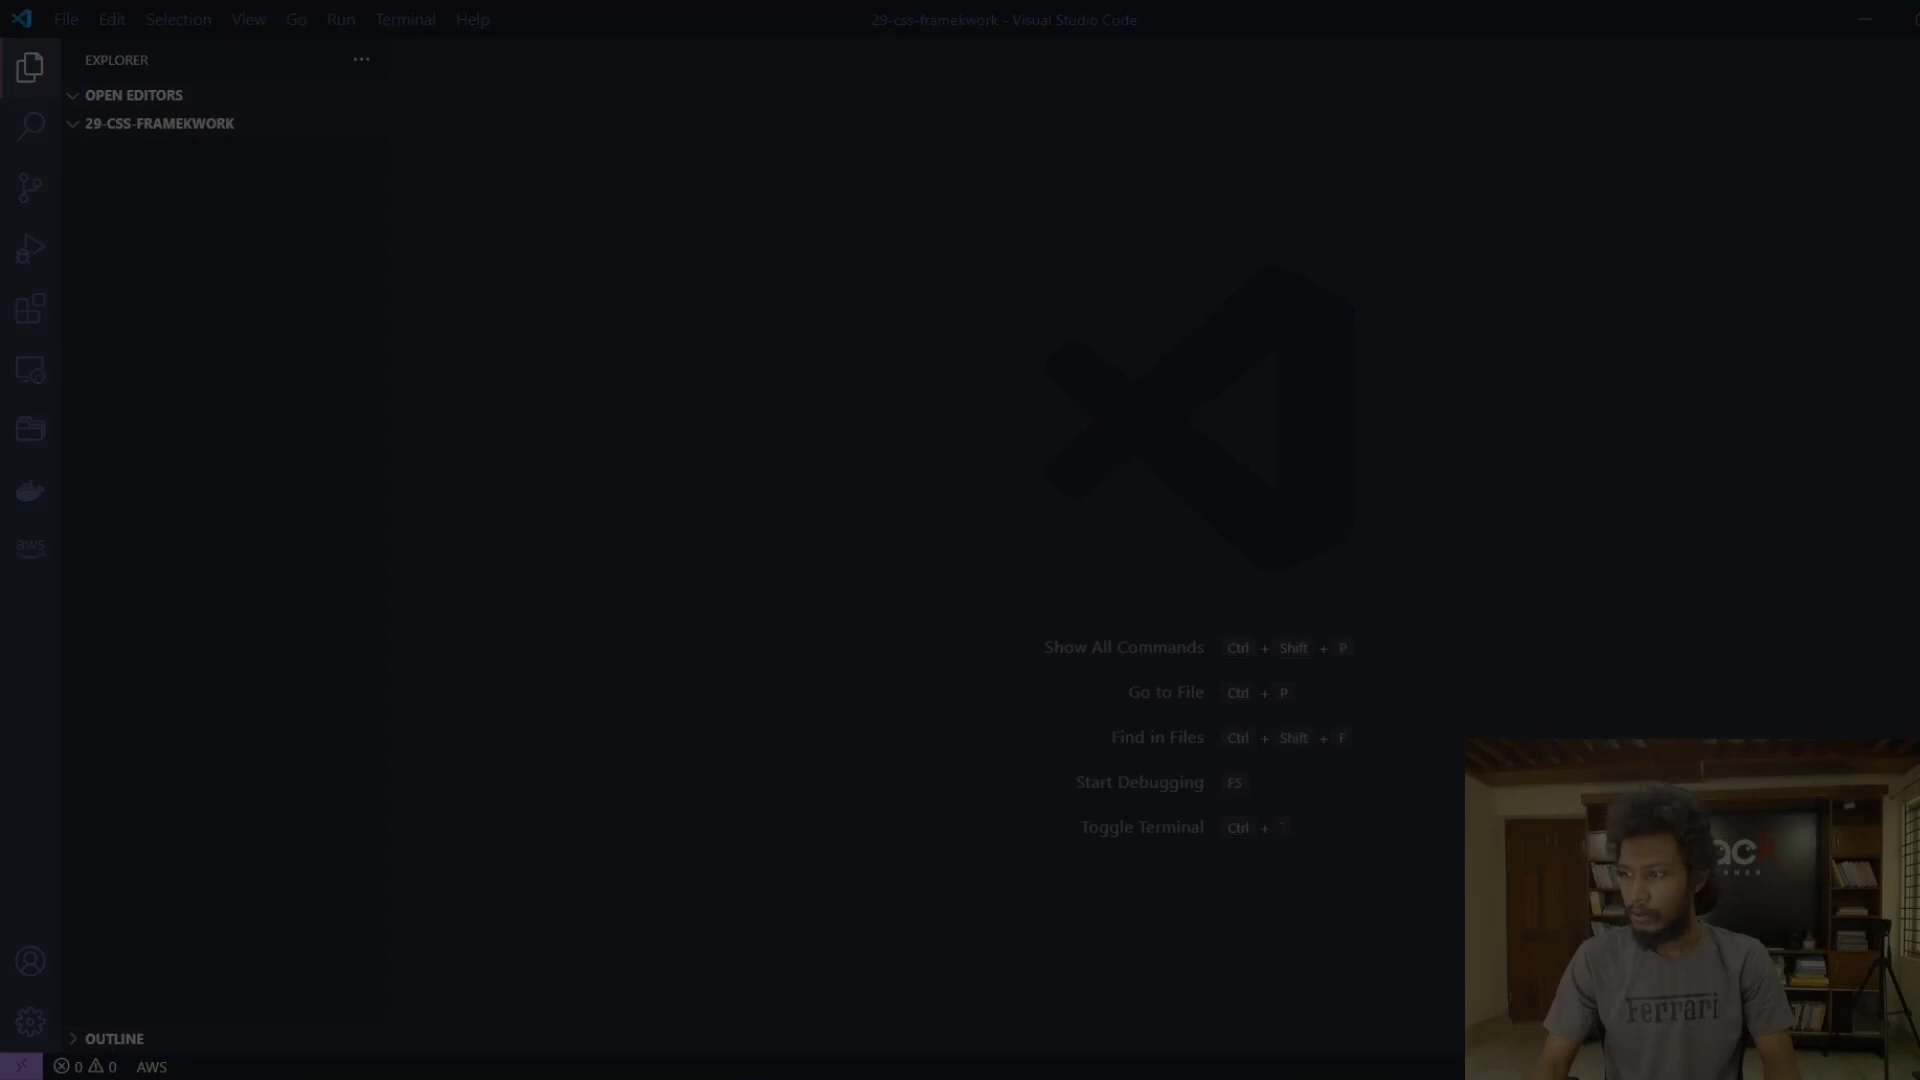 File Edit Selection View Go Run Terminal Help
29-css-framekwork - Visual Studio Code
EXPLORER
OPEN EDITORS
29-CSS-FRAMEKWORK
aws
Show All Commands Ctrl + Shift + P
Go to File Ctrl + P
Find in Files Ctrl + Shift + F
Start Debugging F5
Toggle Terminal Ctrl + `
ack
Ferrari
OUTLINE
0 0 AWS